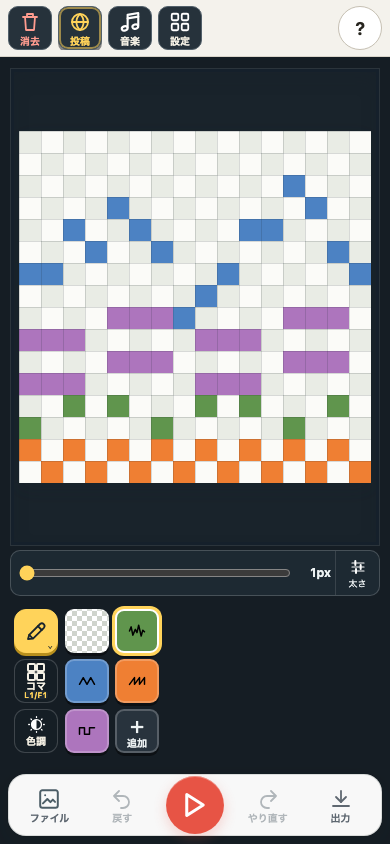 消去
投稿
音楽
設定
?
1px
太さ
コマ
L1/F1
色調
追加
ファイル
戻す
やり直す
出力